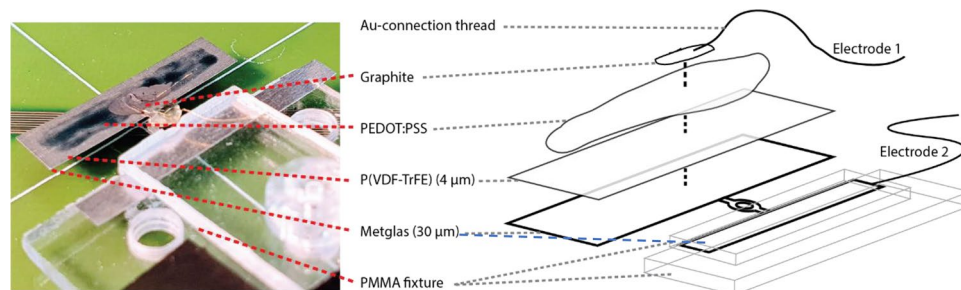 Au-connection thread
Electrode 1
Graphite
PEDOT:PSS
Electrode 2
P(VDF-TrFE) (4 μm)
Metglas (30 μm)
PMMA fixture